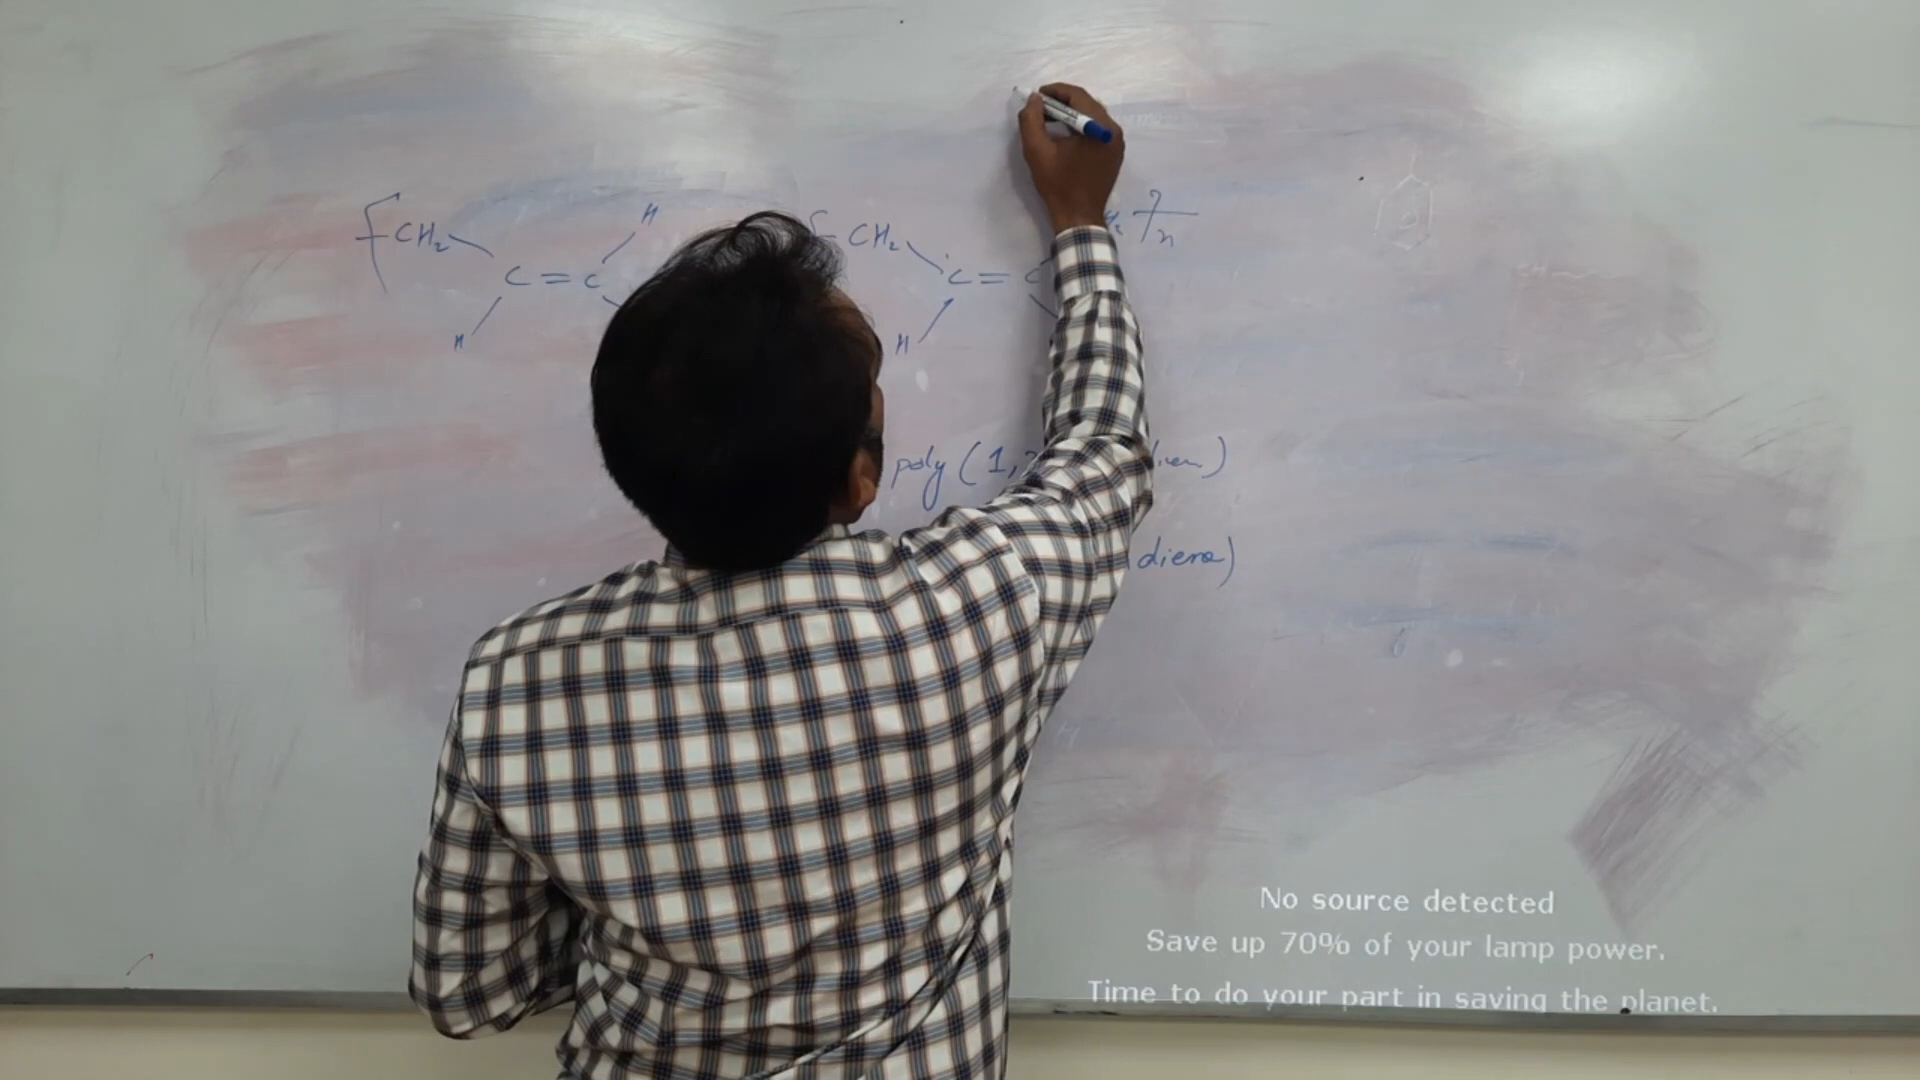 H
CH₂ CH₂ n
C = C C = C
H H
poly (1,
diene)
No source detected
Save up 70% of your lamp power.
Time to do your part in saving the planet.